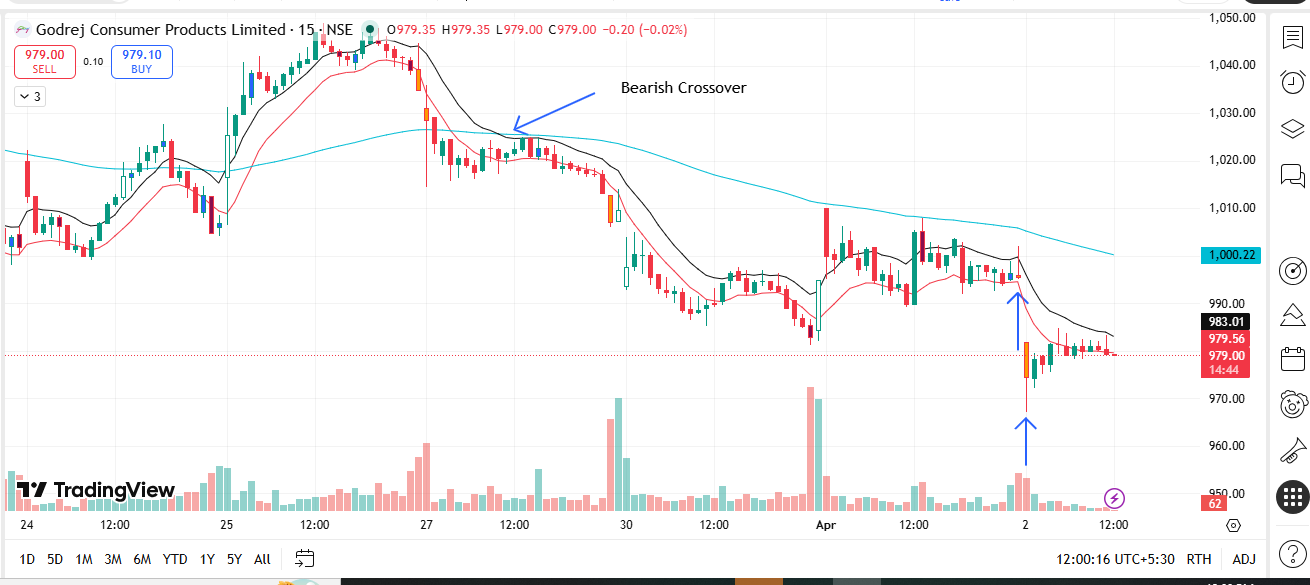 Godrej Consumer Products Limited · 15 · NSE O979.35 H979.35 L979.00 C979.00 −0.20 (−0.02%)
979.00 0.10 979.10
SELL BUY
3
Bearish Crossover
1,050.00
1,040.00
1,030.00
1,020.00
1,010.00
1,000.22
990.00
983.01
979.56
979.00
14:44
970.00
960.00
62
TradingView
24 12:00 25 12:00 27 12:00 30 12:00 Apr 12:00 2 12:00
1D 5D 1M 3M 6M YTD 1Y 5Y All 12:00:16 UTC+5:30 RTH ADJ